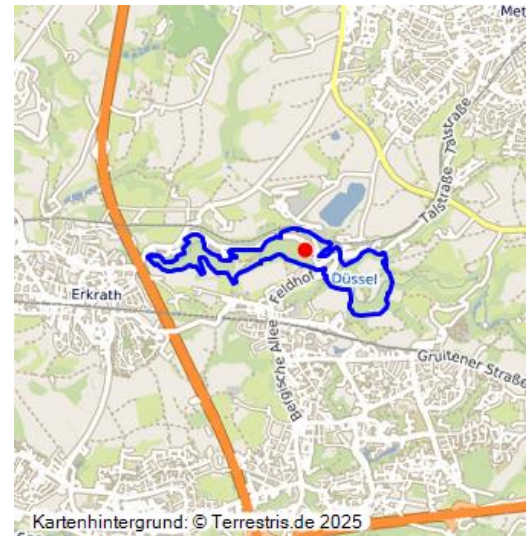 Met
Talstraße - Talstraße
Düssel
Feldhof
Erkrath
Bergische Allee
Gruitener Straße
Kartenhintergrund: © Terrestris.de 2025